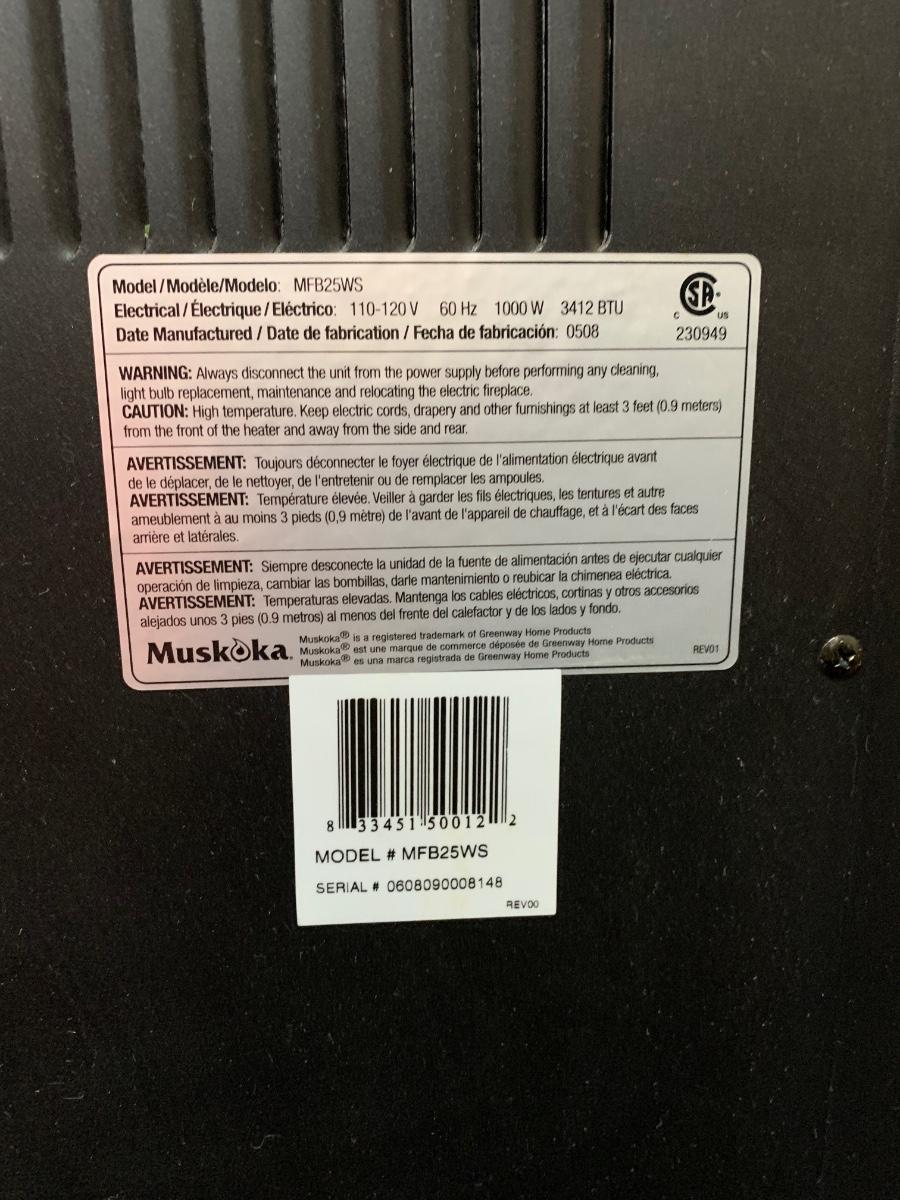 Model / Modèle/Modelo: MFB25WS
Electrical / Électrique / Eléctrico: 110-120 V 60 Hz 1000 W 3412 BTU
Date Manufactured / Date de fabrication / Fecha de fabricación: 0508
SA
C US
230949
WARNING: Always disconnect the unit from the power supply before performing any cleaning,
light bulb replacement, maintenance and relocating the electric fireplace.
CAUTION: High temperature. Keep electric cords, drapery and other furnishings at least 3 feet (0.9 meters)
from the front of the heater and away from the side and rear.
AVERTISSEMENT: Toujours déconnecter le foyer électrique de l'alimentation électrique avant
de le déplacer, de le nettoyer, de l'entretenir ou de remplacer les ampoules.
AVERTISSEMENT: Température élevée. Veiller à garder les fils électriques, les tentures et autre
ameublement à au moins 3 pieds (0,9 mètre) de l'avant de l'appareil de chauffage, et à l'écart des faces
arrière et latérales.
AVERTISSEMENT: Siempre desconecte la unidad de la fuente de alimentación antes de ejecutar cualquier
operación de limpieza, cambiar las bombillas, darle mantenimiento o reubicar la chimenea eléctrica.
AVERTISSEMENT: Temperaturas elevadas. Mantenga los cables eléctricos, cortinas y otros accesorios
alejados unos 3 pies (0.9 metros) al menos del frente del calefactor y de los lados y fondo.
Muskoka.
Muskoka® is a registered trademark of Greenway Home Products
Muskoka® est une marque de commerce déposée de Greenway Home Products
Muskoka® es una marca registrada de Greenway Home Products
REV01
8 33451 50012 2
MODEL # MFB25WS
SERIAL # 0608090008148
REV00